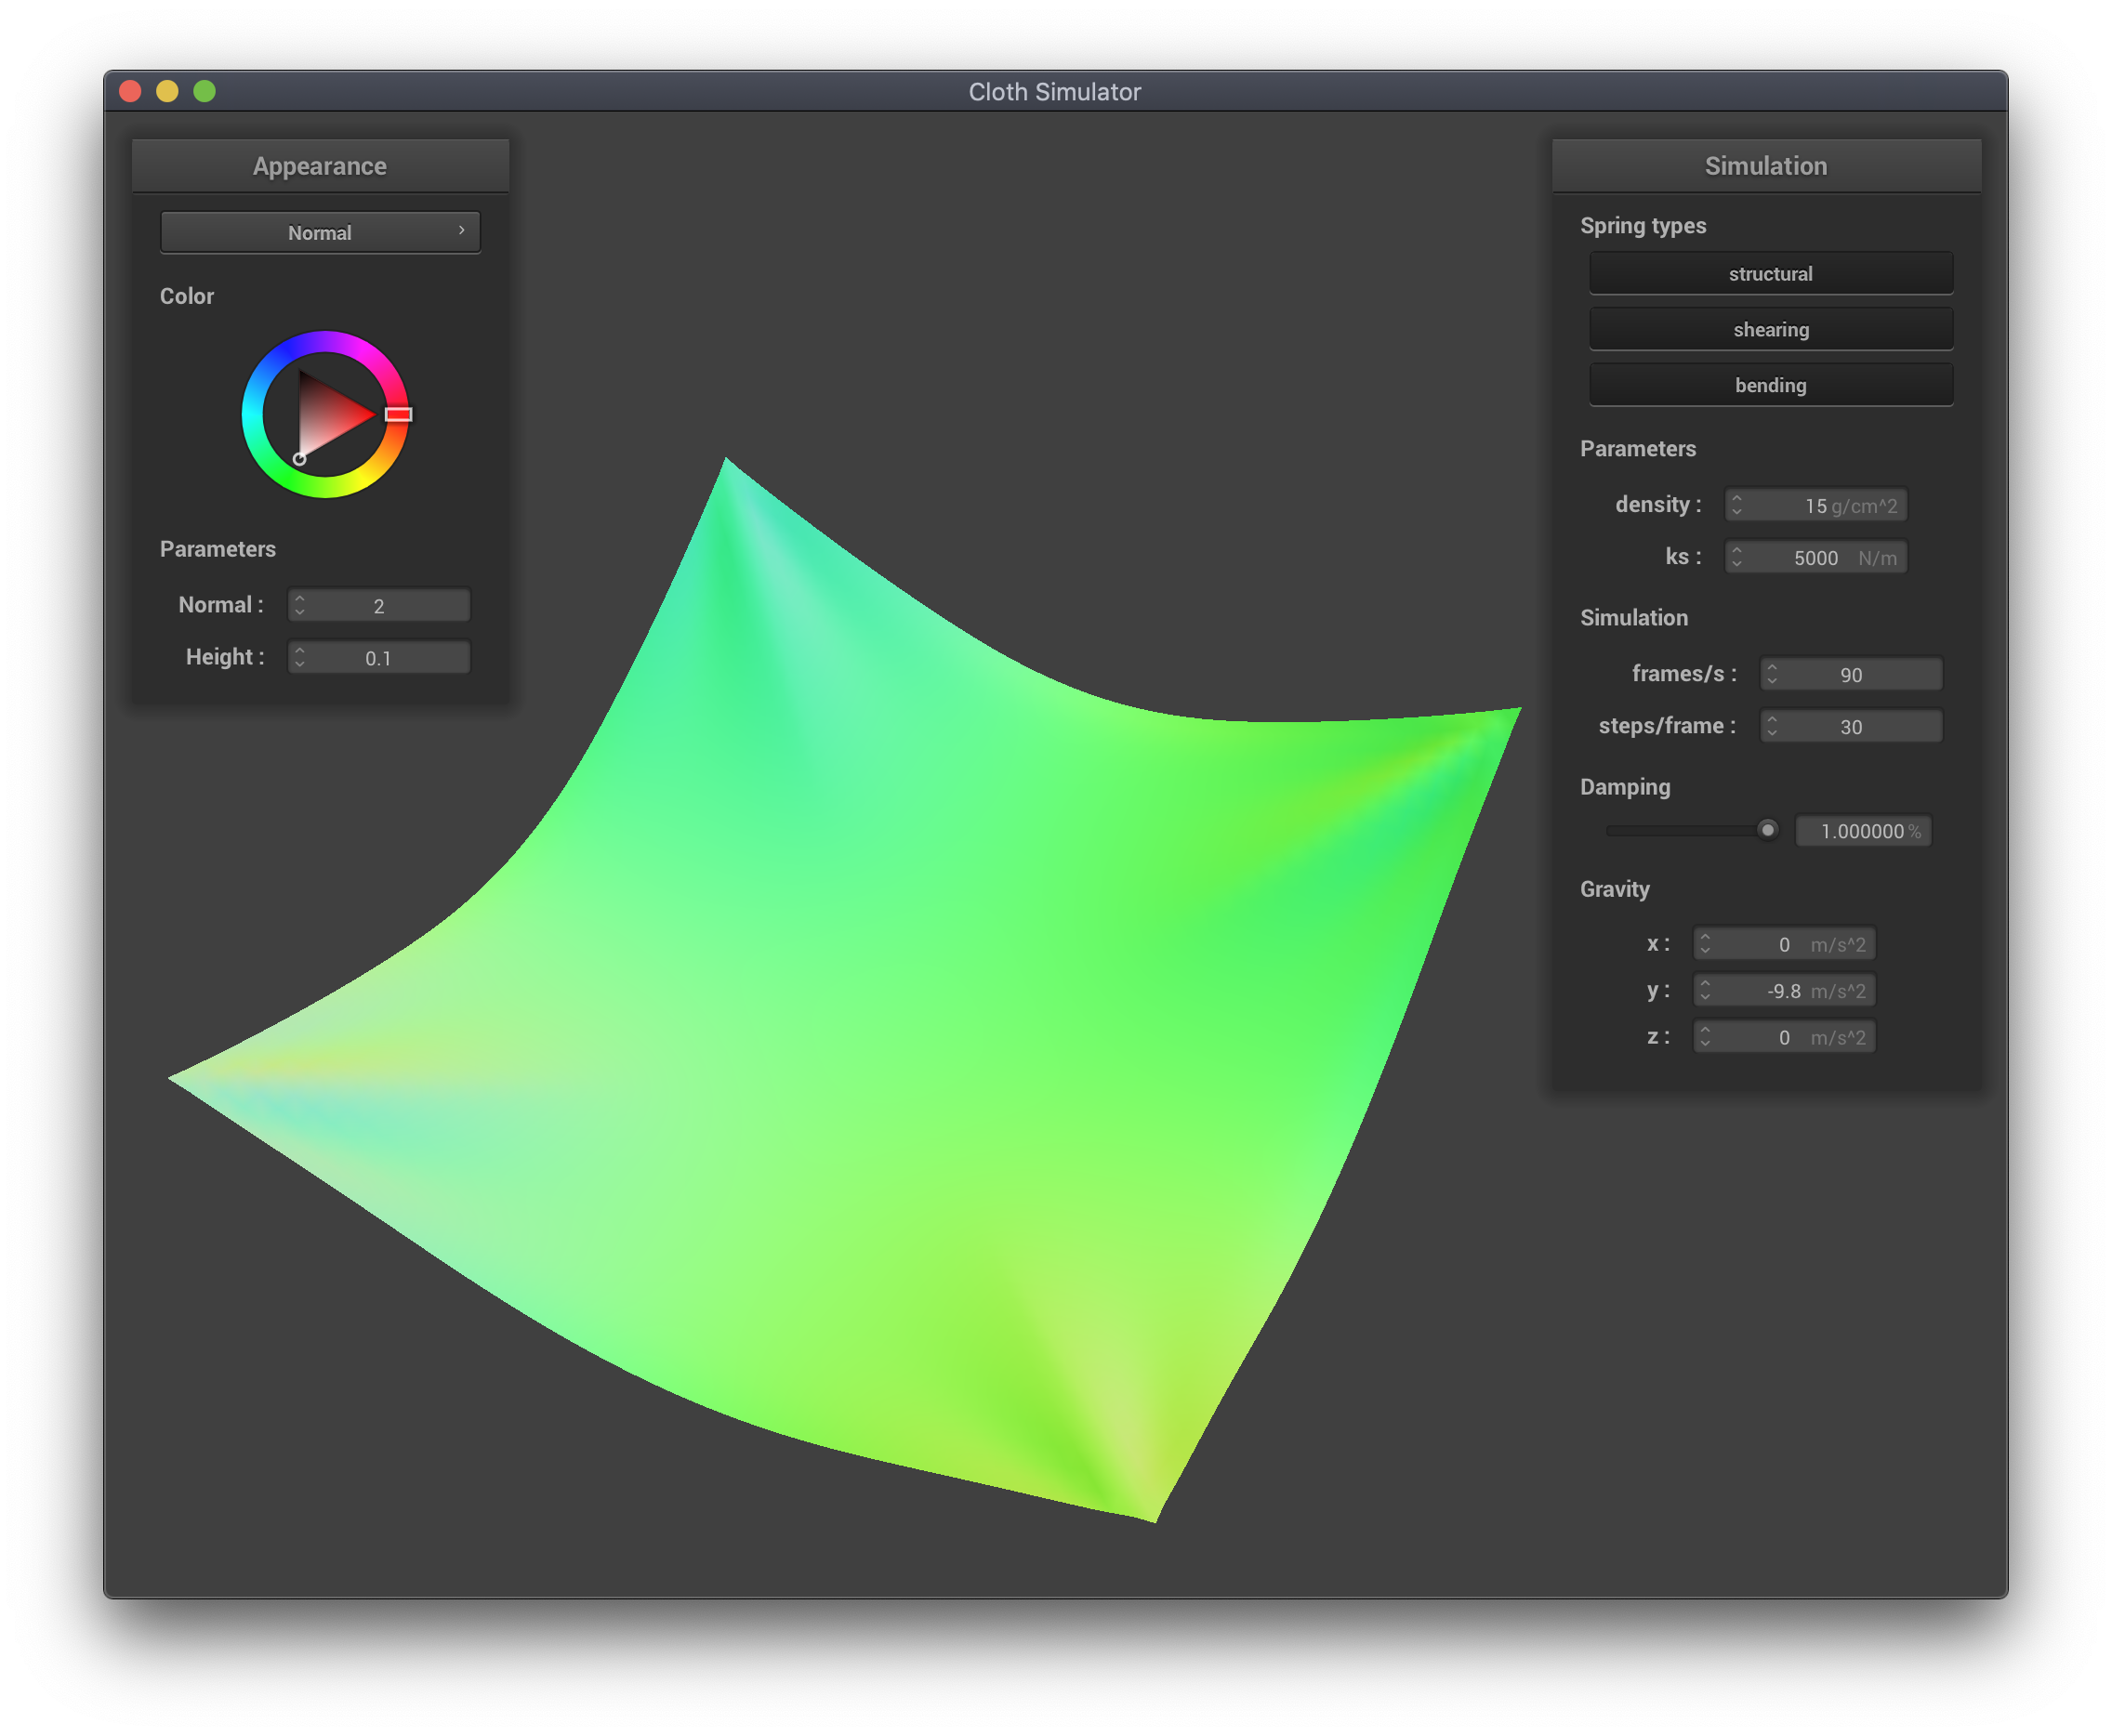 Cloth Simulator
Appearance
Normal
Color
Parameters
Normal : 2
Height : 0.1
Simulation
Spring types
structural
shearing
bending
Parameters
density : 15 g/cm^2
ks : 5000 N/m
Simulation
frames/s : 90
steps/frame : 30
Damping
1.000000 %
Gravity
x : 0 m/s^2
y : -9.8 m/s^2
z : 0 m/s^2